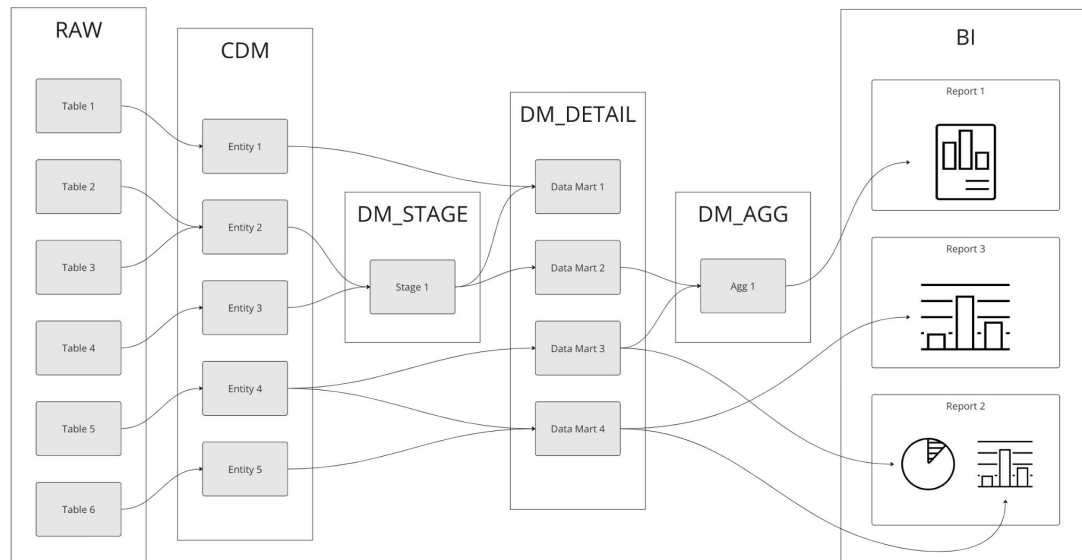 RAW
Table 1
Table 2
Table 3
Table 4
Table 5
Table 6
CDM
Entity 1
Entity 2
Entity 3
Entity 4
Entity 5
DM_STAGE
Stage 1
DM_DETAIL
Data Mart 1
Data Mart 2
Data Mart 3
Data Mart 4
DM_AGG
Agg 1
BI
Report 1
Report 3
Report 2